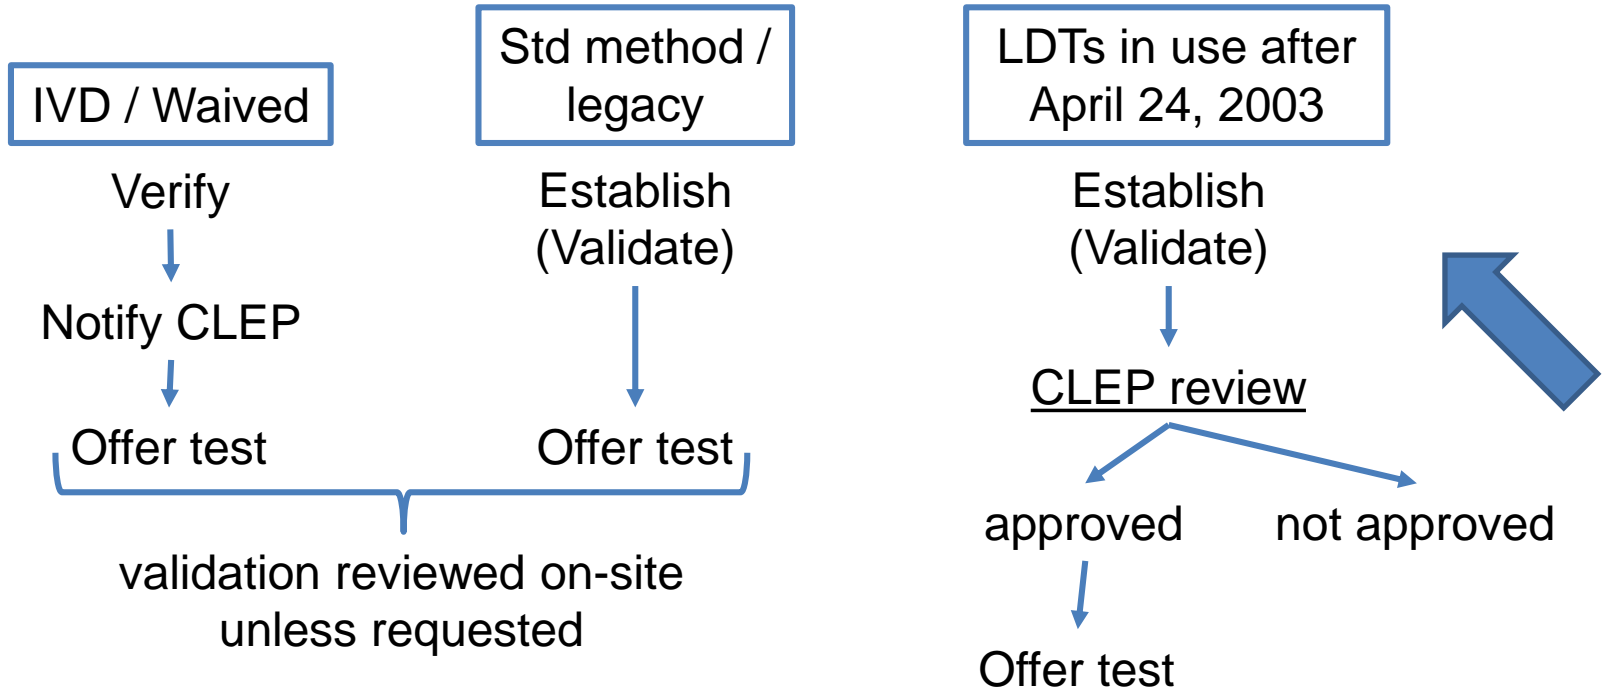 IVD / Waived
Verify
Notify CLEP
Offer test
Std method /
legacy
Establish
(Validate)
Offer test
validation reviewed on-site
unless requested
LDTs in use after
April 24, 2003
Establish
(Validate)
CLEP review
approved
not approved
Offer test